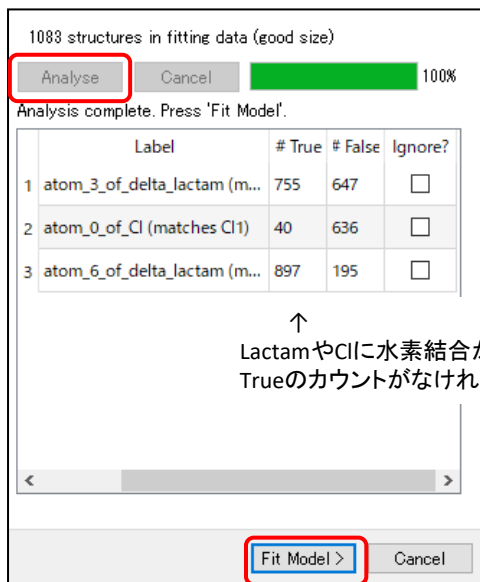 1083 structures in fitting data (good size)
Analyse Cancel 100%
Analysis complete. Press 'Fit Model'.
Label # True # False Ignore?
1 atom_3_of_delta_lactam (m... 755 647
2 atom_0_of_Cl (matches Cl1) 40 636
3 atom_6_of_delta_lactam (m... 897 195
↑
LactamやClに水素結合が
Trueのカウントがなけれ
Fit Model > Cancel